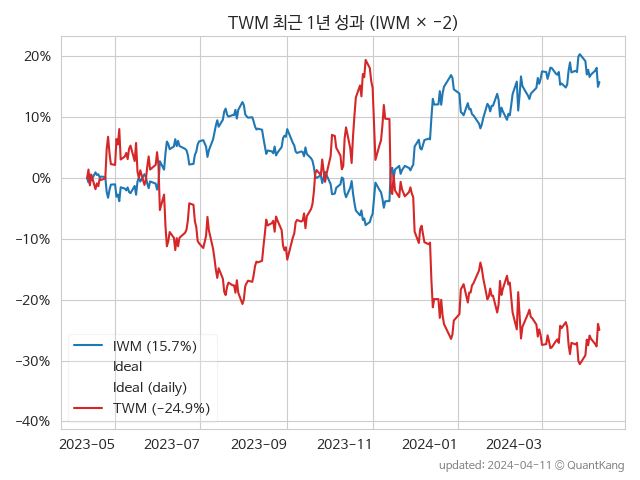 TWM 최근 1년 성과 (IWM × −2)
20%
10%
0%
−10%
−20%
−30%
−40%
IWM (15.7%)
Ideal
Ideal (daily)
TWM (−24.9%)
2023−05
2023−07
2023−09
2023−11
2024−01
2024−03
updated: 2024−04−11 © QuantKang